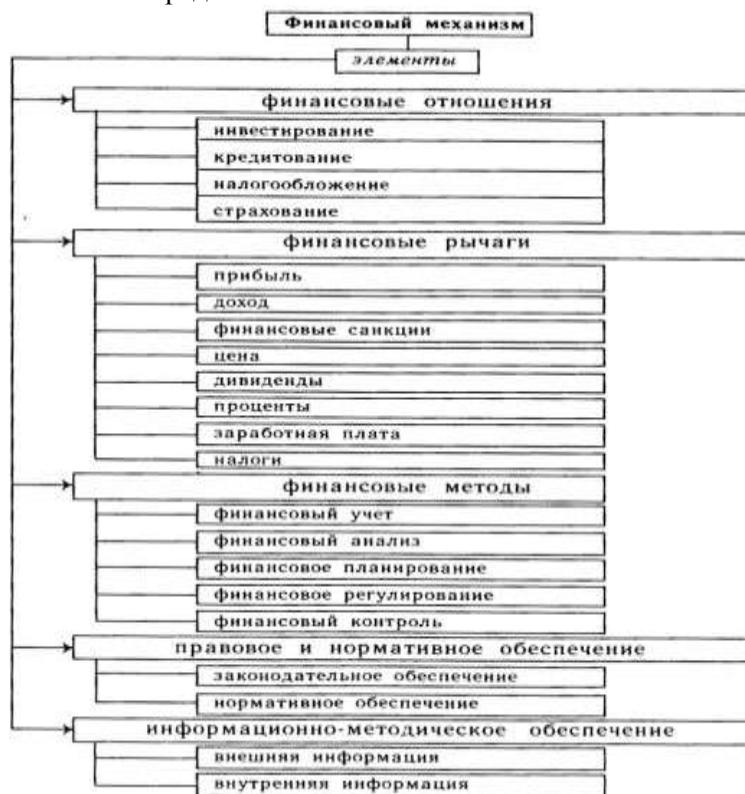 Финансовый механизм
элементы
финансовые отношения
инвестирование
кредитование
налогообложение
страхование
финансовые рычаги
прибыль
доход
финансовые санкции
цена
дивиденды
проценты
заработная плата
налоги
финансовые методы
финансовый учет
финансовый анализ
финансовое планирование
финансовое регулирование
финансовый контроль
правовое и нормативное обеспечение
законодательное обеспечение
нормативное обеспечение
информационно-методическое обеспечение
внешняя информация
внутренняя информация